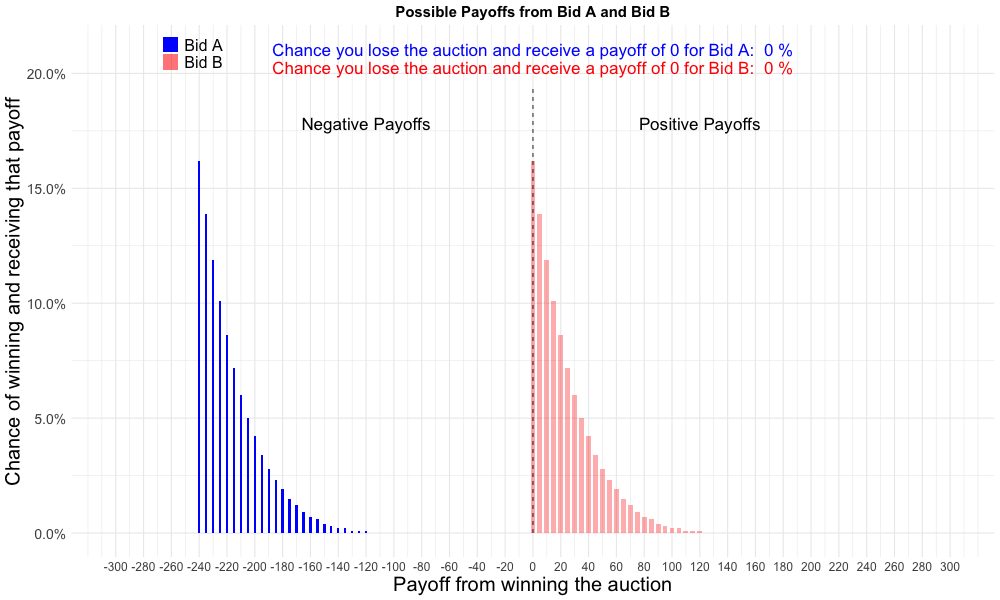 Possible Payoffs from Bid A and Bid B
Bid A
Bid B
Chance you lose the auction and receive a payoff of 0 for Bid A:  0 %
Chance you lose the auction and receive a payoff of 0 for Bid B:  0 %
Negative Payoffs
Positive Payoffs
Chance of winning and receiving that payoff
20.0%
15.0%
10.0%
5.0%
0.0%
-300 -280 -260 -240 -220 -200 -180 -160 -140 -120 -100 -80 -60 -40 -20 0 20 40 60 80 100 120 140 160 180 200 220 240 260 280 300
Payoff from winning the auction